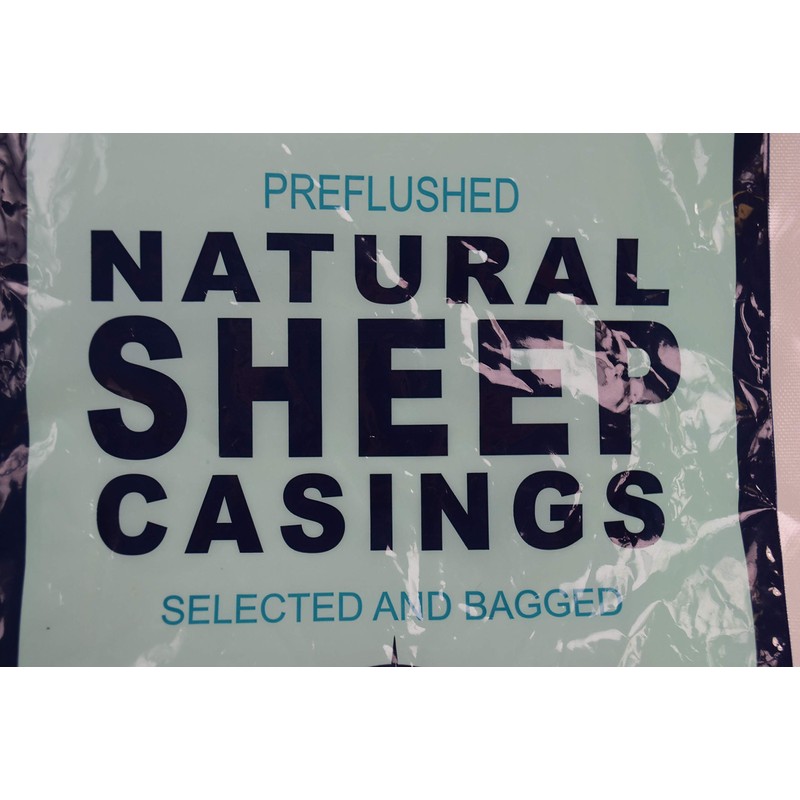 PREFLUSHED
NATURAL
SHEEP
CASINGS
SELECTED AND BAGGED